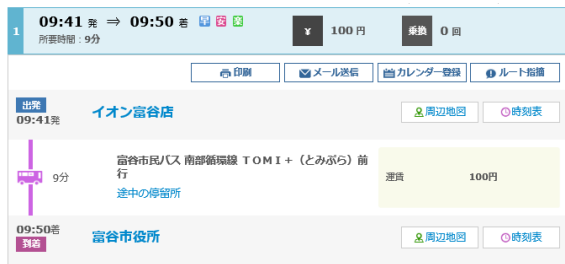 1
09:41 発 ⇒ 09:50 着 早 安 楽
所要時間：9分
¥ 100 円
乗換 0 回
印刷 メール送信 カレンダー登録 ルート指摘
出発
09:41発 イオン富谷店 周辺地図 時刻表
9分
富谷市民バス 南部循環線 ＴＯＭＩ+（とみぷら）前
行
途中の停留所
運賃 100円
09:50着
到着
富谷市役所 周辺地図 時刻表